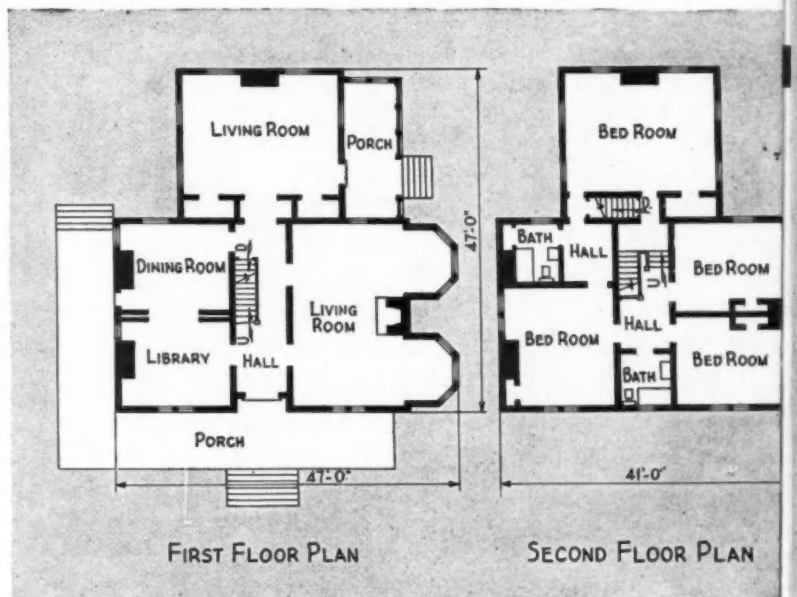 LIVING ROOM
PORCH
DINING ROOM
LIBRARY
HALL
LIVING
ROOM
PORCH
D
U
47'-0"
47'-0"
FIRST FLOOR PLAN
BED ROOM
D
BATH
HALL
U
BED ROOM
BED ROOM
HALL
BATH
BED ROOM
41'-0"
SECOND FLOOR PLAN